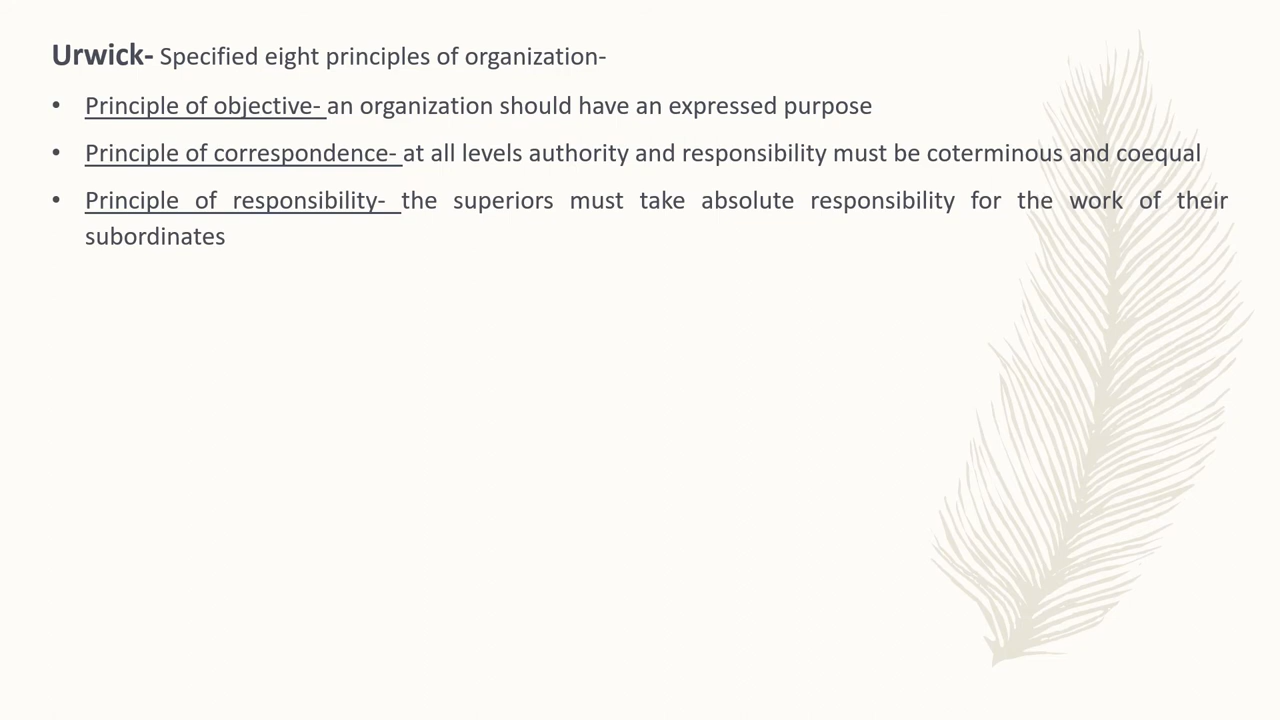 Urwick- Specified eight principles of organization-
• Principle of objective- an organization should have an expressed purpose
• Principle of correspondence- at all levels authority and responsibility must be coterminous and coequal
• Principle of responsibility- the superiors must take absolute responsibility for the work of their
subordinates